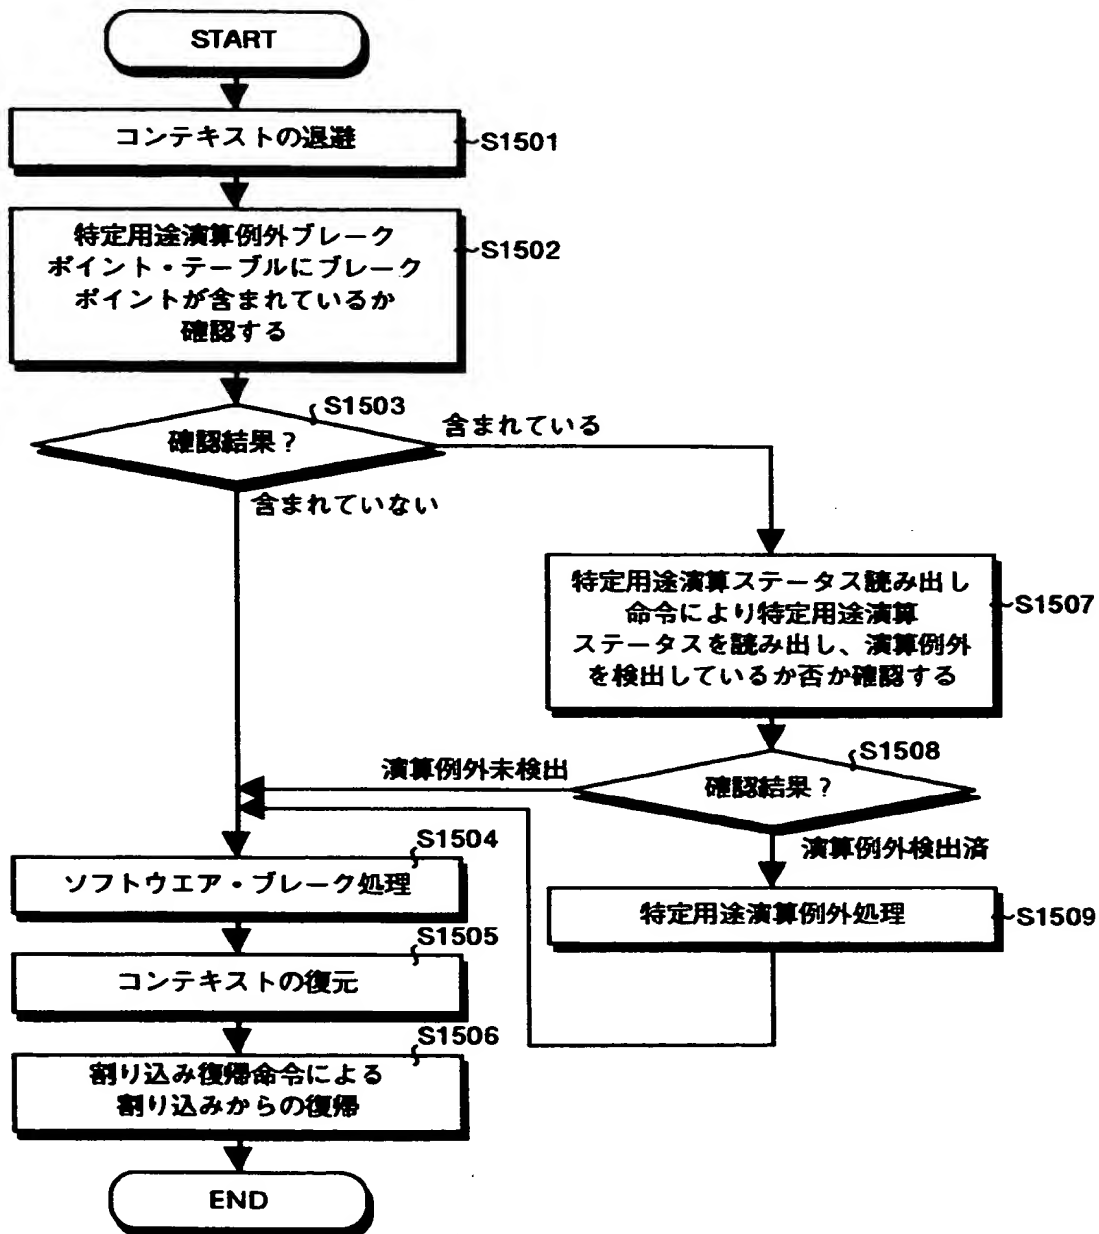 START
コンテキストの退避
S1501
特定用途演算例外ブレーク
ポイント・テーブルにブレーク
ポイントが含まれているか
確認する
S1502
S1503
確認結果？
含まれている
含まれていない
特定用途演算ステータス読み出し
命令により特定用途演算
ステータスを読み出し、演算例外
を検出しているか否か確認する
S1507
S1508
確認結果？
演算例外未検出
演算例外検出済
S1504
ソフトウエア・ブレーク処理
特定用途演算例外処理
S1509
S1505
コンテキストの復元
S1506
割り込み復帰命令による
割り込みからの復帰
END